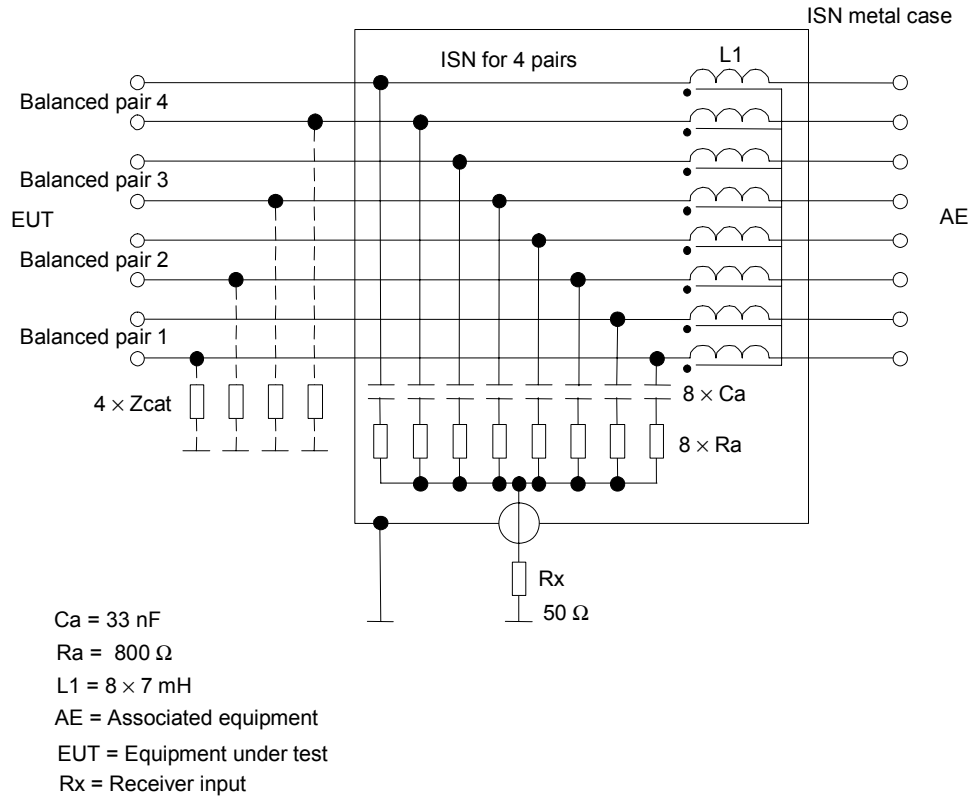 ISN metal case
ISN for 4 pairs
L1
Balanced pair 4
Balanced pair 3
EUT
AE
Balanced pair 2
Balanced pair 1
4 × Zcat
8 × Ca
8 × Ra
Rx
50 Ω
Ca = 33 nF
Ra = 800 Ω
L1 = 8 × 7 mH
AE = Associated equipment
EUT = Equipment under test
Rx = Receiver input